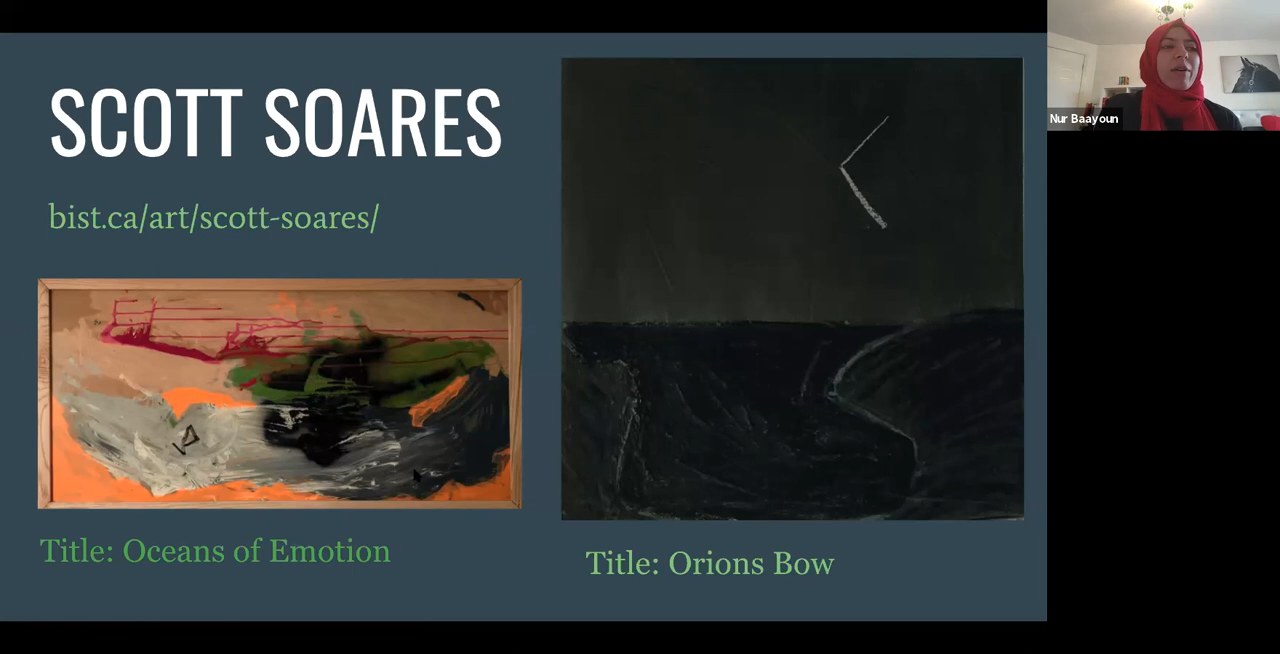 SCOTT SOARES
bist.ca/art/scott-soares/
Title: Oceans of Emotion
Title: Orions Bow
Nur Baayoun